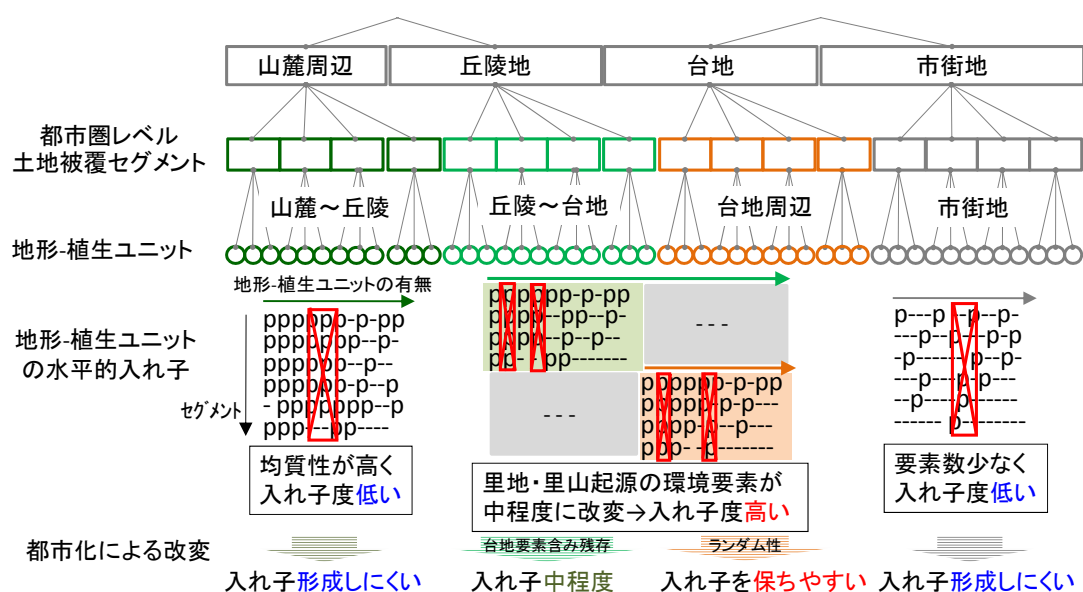 山麓周辺
丘陵地
台地
市街地
都市圏レベル
土地被覆セグメント
山麓～丘陵
丘陵～台地
台地周辺
市街地
地形-植生ユニット
地形-植生ユニットの有無
地形-植生ユニット
の水平的入れ子
セグメント
pppppp-p-pp
ppppppp--p-
pppppp--p--
pppppp-p--p
- ppppppp--p
ppp---pp----
pppppp-p-pp
pppp--pp--p-
pppp--p--p--
pp- - pp-------
- - -
- - -
pppppp-p-pp
ppppp-p-p---
pppp-p--p---
ppp- -p-------
p---p --p--p-
---p--p---p--
-p-----p--p-
---p---p-p---
--p----p-----
------ p------
均質性が高く
入れ子度低い
里地・里山起源の環境要素が
中程度に改変→入れ子度高い
要素数少なく
入れ子度低い
都市化による改変
台地要素含み残存
ランダム性
入れ子形成しにくい
入れ子中程度
入れ子を保ちやすい
入れ子形成しにくい